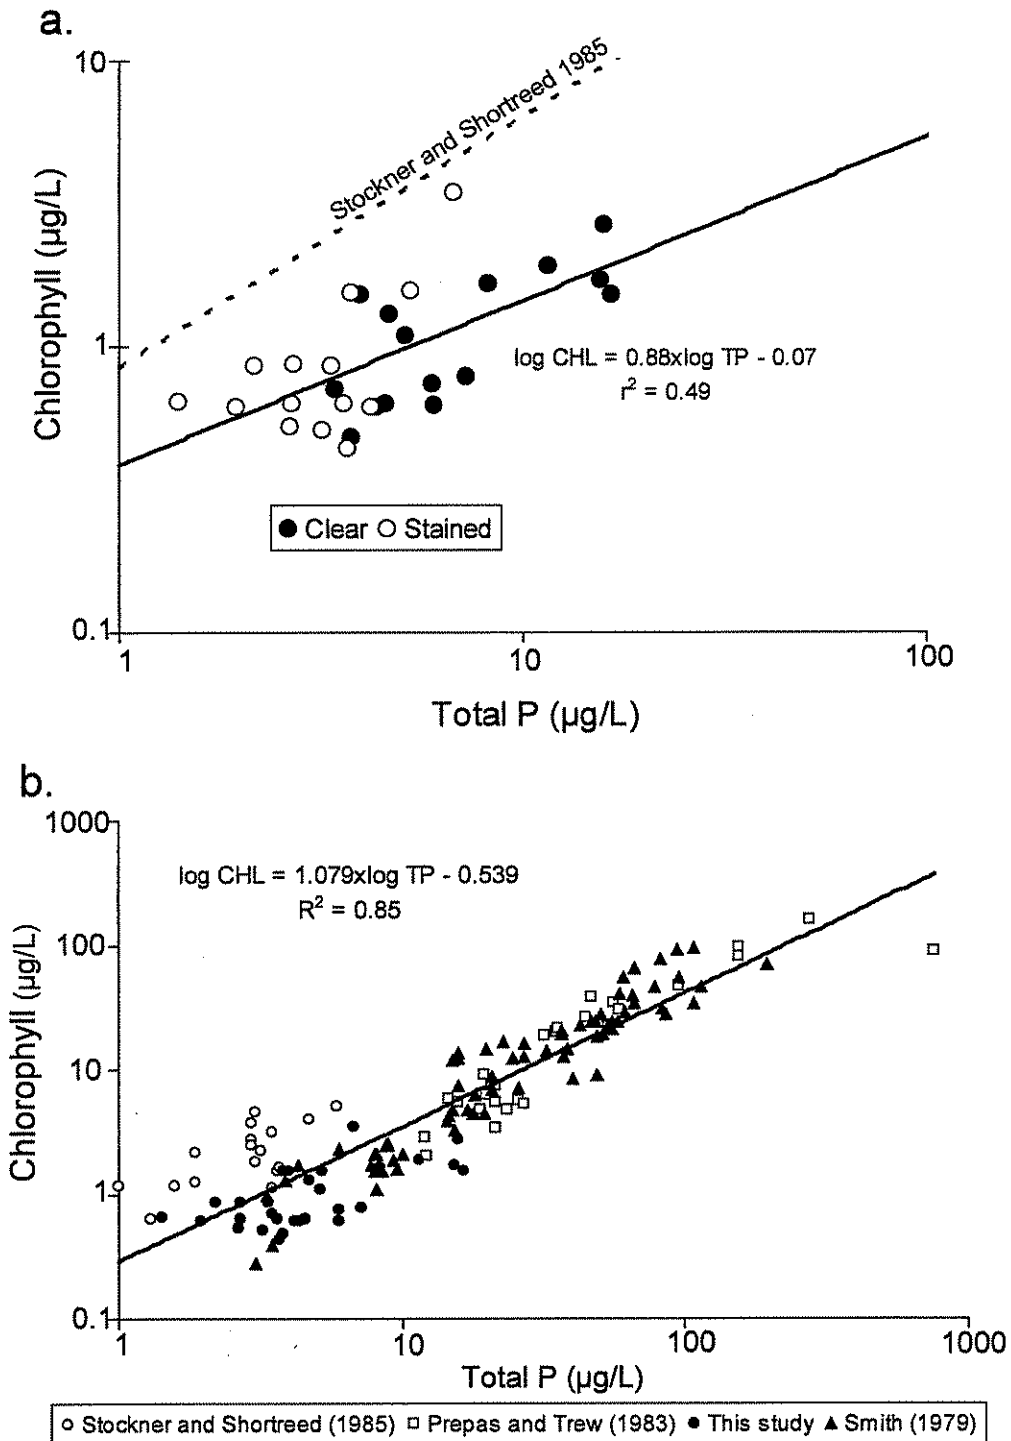 a.
Chlorophyll (µg/L)
10
1
0.1
Stockner and Shortreed 1985
log CHL = 0.88xlog TP - 0.07
r² = 0.49
● Clear ○ Stained
1 10 100
Total P (µg/L)
b.
Chlorophyll (µg/L)
1000
100
10
1
0.1
log CHL = 1.079xlog TP - 0.539
R² = 0.85
1 10 100 1000
Total P (µg/L)
○ Stockner and Shortreed (1985) □ Prepas and Trew (1983) ● This study ▲ Smith (1979)